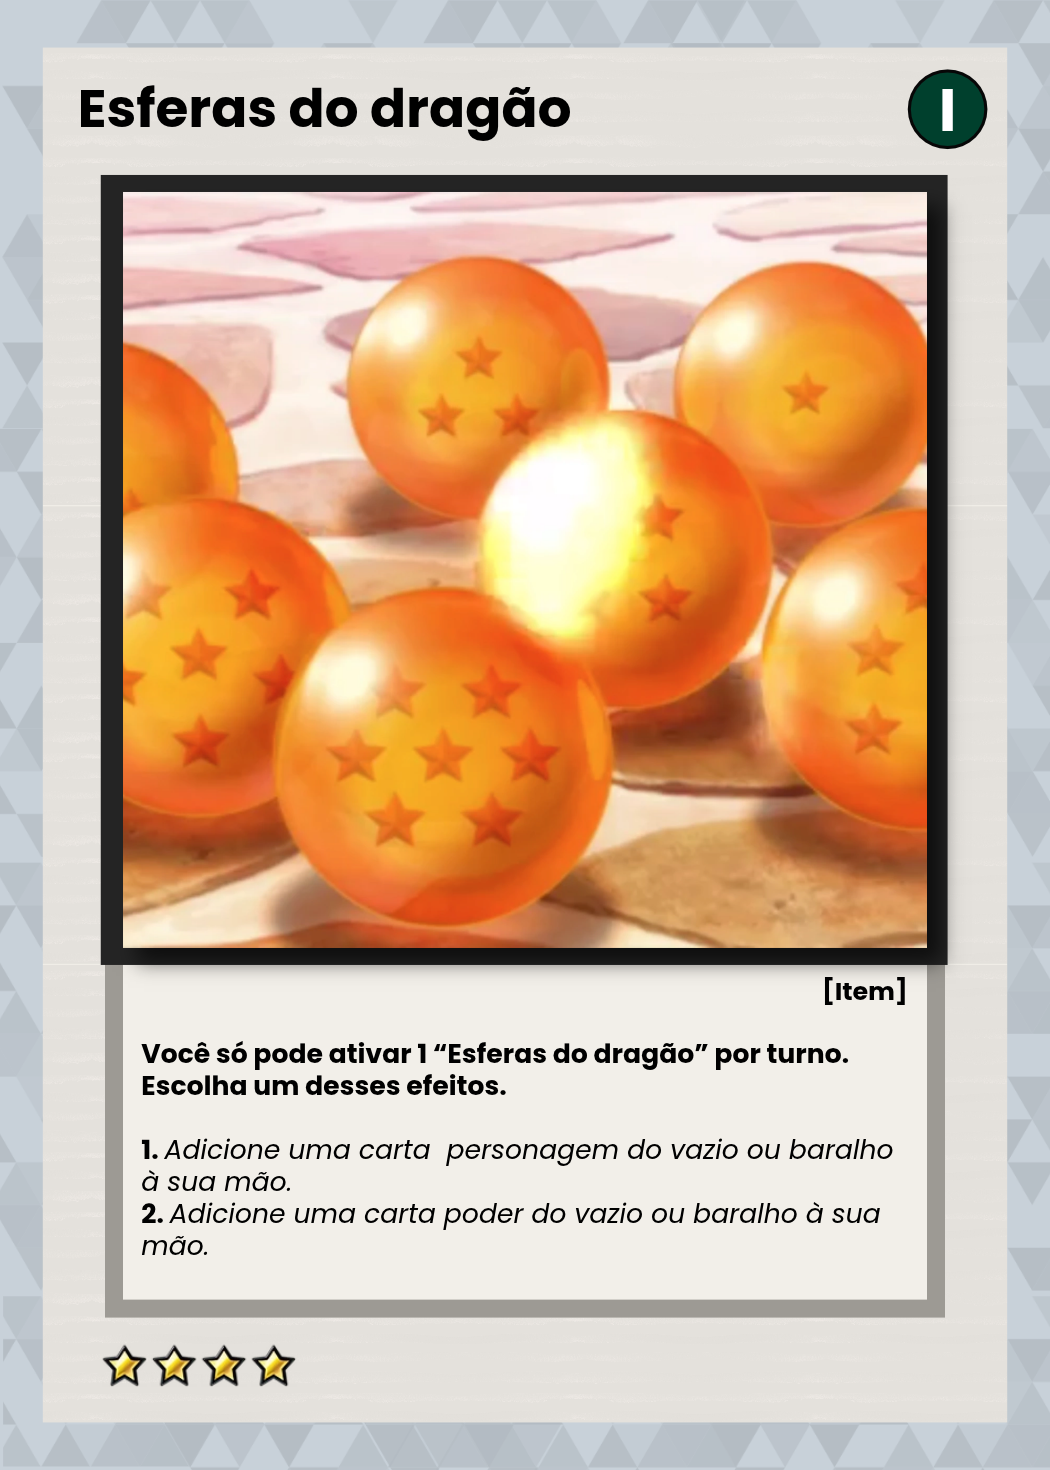 Esferas do dragão
I
[Item]
Você só pode ativar 1 “Esferas do dragão” por turno.
Escolha um desses efeitos.
1. Adicione uma carta  personagem do vazio ou baralho
à sua mão.
2. Adicione uma carta poder do vazio ou baralho à sua
mão.